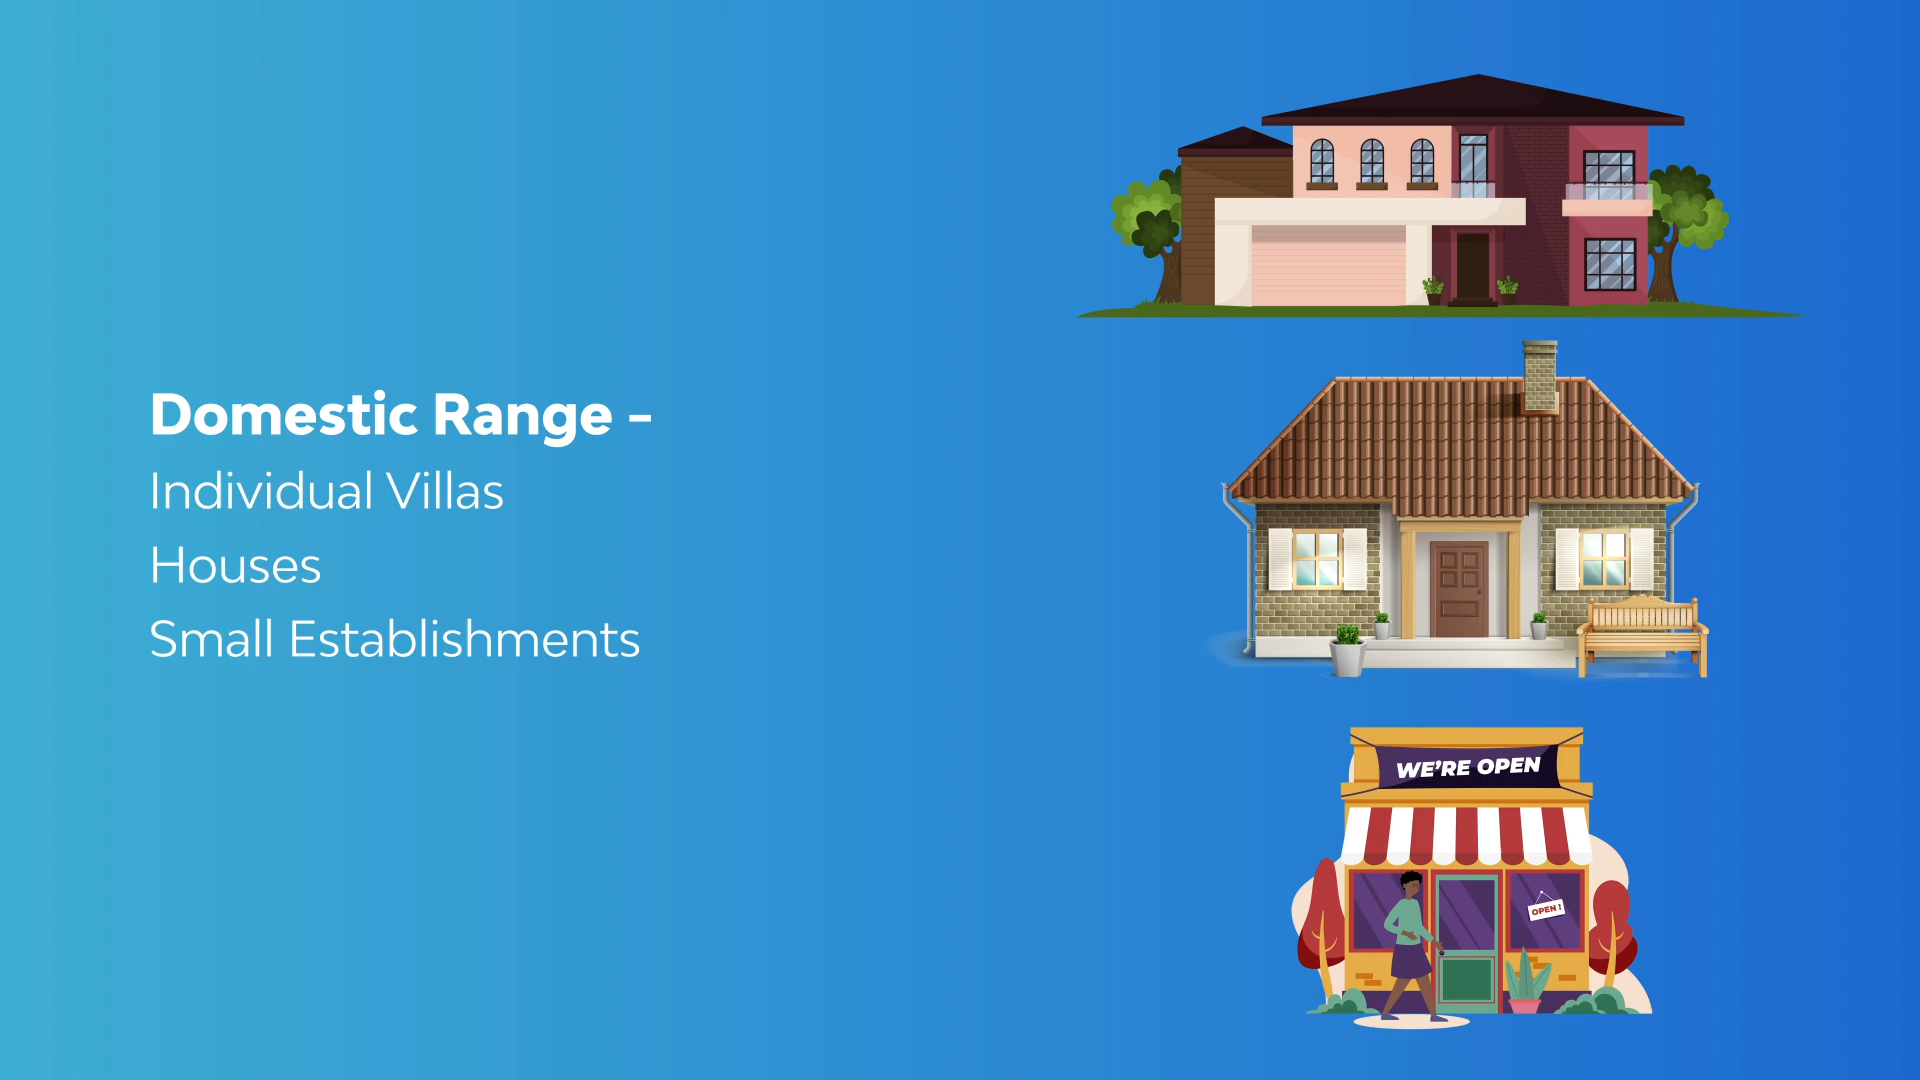 Domestic Range -
Individual Villas
Houses
Small Establishments
WE'RE OPEN
OPEN !